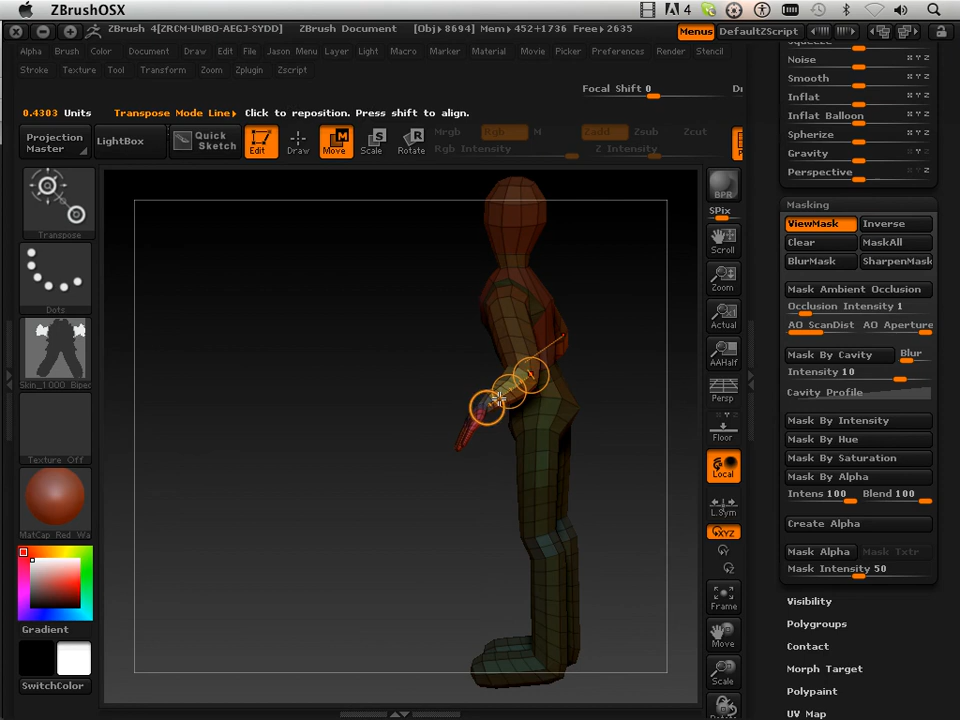 ZBrushOSX
4
ZBrush 4[ZRCM-UMBO-AEGJ-SYDD] ZBrush Document [Obj=8694] Mem=452+1736 Free=2635 Menus DefaultZScript
Alpha Brush Color Document Draw Edit File Jason Menu Layer Light Macro Marker Material Movie Picker Preferences Render Stencil
Stroke Texture Tool Transform Zoom Zplugin Zscript
Focal Shift 0
0.4303 Units Transpose Mode Line> Click to reposition. Press shift to align.
Projection Master
LightBox
Quick Sketch
Edit Draw Move Scale Rotate
Mrgb Rgb M Zadd Zsub Zcut
Rgb Intensity Z Intensity
Transpose
Dots
Skin_1000 Biped
Texture Off
MatCap Red Wa
Gradient
SwitchColor
BPR
SPix
Scroll
Zoom
Actual
AAHalf
Persp
Floor
Local
L.Sym
XYZ
Y
Z
Frame
Move
Scale
Noise
Smooth
Inflat
Inflat Balloon
Spherize
Gravity
Perspective
Masking
ViewMask Inverse
Clear MaskAll
BlurMask SharpenMask
Mask Ambient Occlusion
Occlusion Intensity 1
AO ScanDist AO Aperture
Mask By Cavity Blur
Intensity 10
Cavity Profile
Mask By Intensity
Mask By Hue
Mask By Saturation
Mask By Alpha
Intens 100 Blend 100
Create Alpha
Mask Alpha Mask Txtr
Mask Intensity 50
Visibility
Polygroups
Contact
Morph Target
Polypaint
UV Map